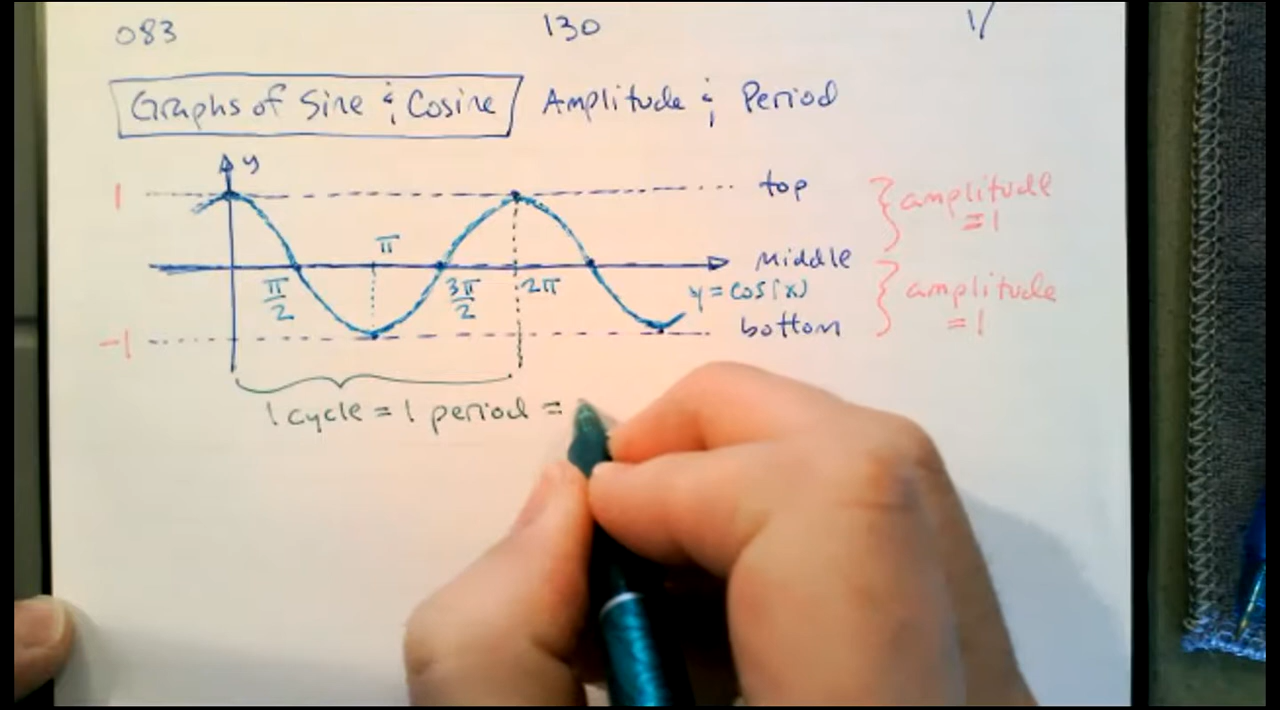 083 130 1/
Graphs of Sine & Cosine Amplitude & Period
y
1 top } amplitude = 1
π
Middle
π/2 3π/2 2π y = cos(x) } amplitude = 1
-1 bottom
1 cycle = 1 period =